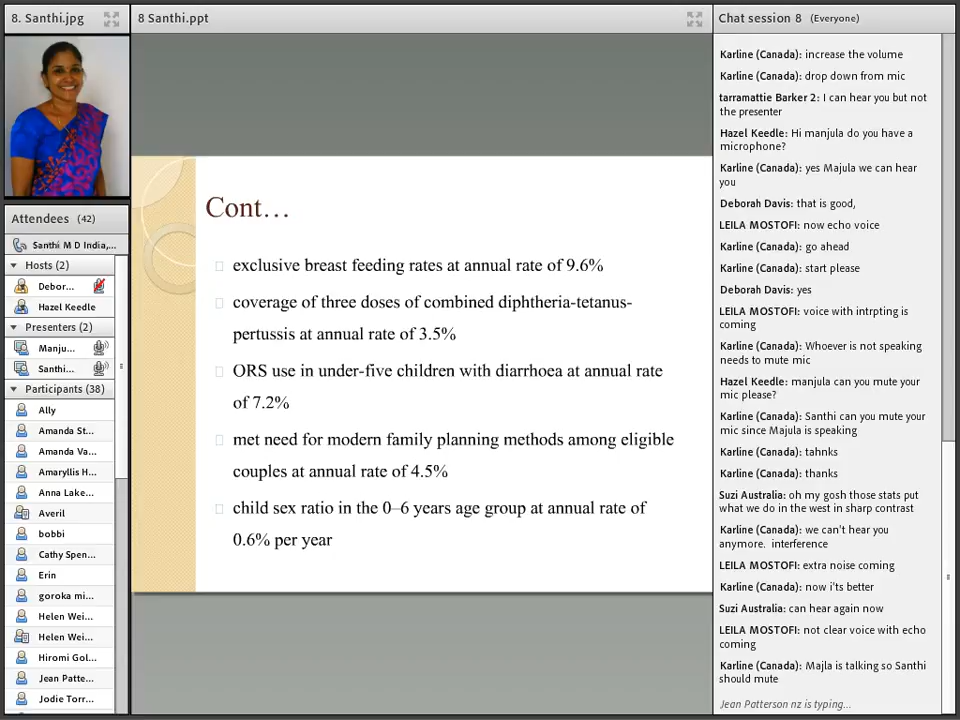 8. Santhi.jpg
8 Santhi.ppt
Chat session 8 (Everyone)
Attendees (42)
Santhi M D India,...
Hosts (2)
Debor...
Hazel Keedle
Presenters (2)
Manju...
Santhi...
Participants (38)
Ally
Amanda St...
Amanda Va...
Amaryllis H...
Anna Lake...
Averil
bobbi
Cathy Spen...
Erin
goroka mi...
Helen Wei...
Helen Wei...
Hiromi Gol...
Jean Patte...
Jodie Torr...
Cont...
exclusive breast feeding rates at annual rate of 9.6%
coverage of three doses of combined diphtheria-tetanus-
pertussis at annual rate of 3.5%
ORS use in under-five children with diarrhoea at annual rate
of 7.2%
met need for modern family planning methods among eligible
couples at annual rate of 4.5%
child sex ratio in the 0–6 years age group at annual rate of
0.6% per year
Karline (Canada): increase the volume
Karline (Canada): drop down from mic
tarramattie Barker 2: I can hear you but not
the presenter
Hazel Keedle: Hi manjula do you have a
microphone?
Karline (Canada): yes Majula we can hear
you
Deborah Davis: that is good,
LEILA MOSTOFI: now echo voice
Karline (Canada): go ahead
Karline (Canada): start please
Deborah Davis: yes
LEILA MOSTOFI: voice with intrpting is
coming
Karline (Canada): Whoever is not speaking
needs to mute mic
Hazel Keedle: manjula can you mute your
mic please?
Karline (Canada): Santhi can you mute your
mic since Majula is speaking
Karline (Canada): tahnks
Karline (Canada): thanks
Suzi Australia: oh my gosh those stats put
what we do in the west in sharp contrast
Karline (Canada): we can't hear you
anymore. interference
LEILA MOSTOFI: extra noise coming
Karline (Canada): now i'ts better
Suzi Australia: can hear again now
LEILA MOSTOFI: not clear voice with echo
coming
Karline (Canada): Majla is talking so Santhi
should mute
Jean Patterson nz is typing...